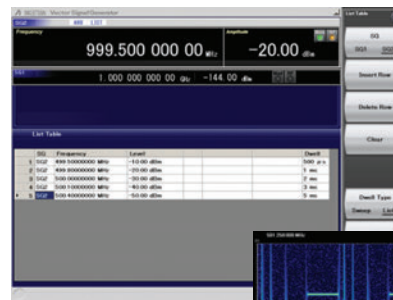 Vector Signal Generator
SG2 ARB LIST
Frequency
999.500 000 00 MHz
Amplitude
-20.00 dBm
SG1
1. 000 000 000 00 GHz -144. 00 dBm
List Table
SG Frequency Level Dwell
1 SG2 999.50000000 MHz -10.00 dBm 500 µs
2 SG2 499.80000000 MHz -20.00 dBm 1 ms
3 SG2 500.00000000 MHz -30.00 dBm 2 ms
4 SG2 500.10000000 MHz -40.00 dBm 3 ms
5 SG2 500.40000000 MHz -50.00 dBm 5 ms
List Table
SG
SG1 SG2
Insert Row
Delete Row
Clear
Dwell Type
Sweep List